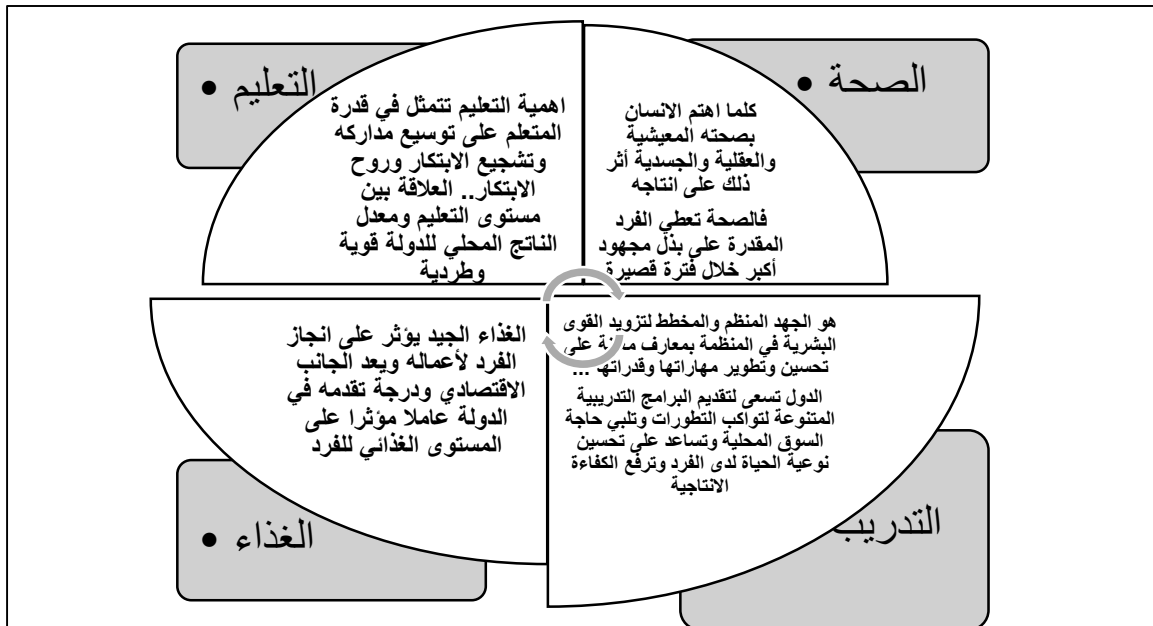 الصحة •
كلما اهتم الانسان
بصحته المعيشية
والعقلية والجسدية أثر
ذلك على انتاجه
فالصحة تعطي الفرد
المقدرة على بذل مجهود
أكبر خلال فترة قصيرة
التعليم •
اهمية التعليم تتمثل في قدرة
المتعلم على توسيع مداركه
وتشجيع الابتكار وروح
الابتكار.. العلاقة بين
مستوى التعليم ومعدل
الناتج المحلي للدولة قوية
وطردية
هو الجهد المنظم والمخطط لتزويد القوى
البشرية في المنظمة بمعارف على
تحسين وتطوير مهاراتها وقدراتها ...
الدول تسعى لتقديم البرامج التدريبية
المتنوعة لتواكب التطورات وتلبي حاجة
السوق المحلية وتساعد على تحسين
نوعية الحياة لدى الفرد وترفع الكفاءة
الانتاجية
التدريب
الغذاء الجيد يؤثر على انجاز
الفرد لأعماله ويعد الجانب
الاقتصادي ودرجة تقدمه في
الدولة عاملا مؤثرا على
المستوى الغذائي للفرد
الغذاء •